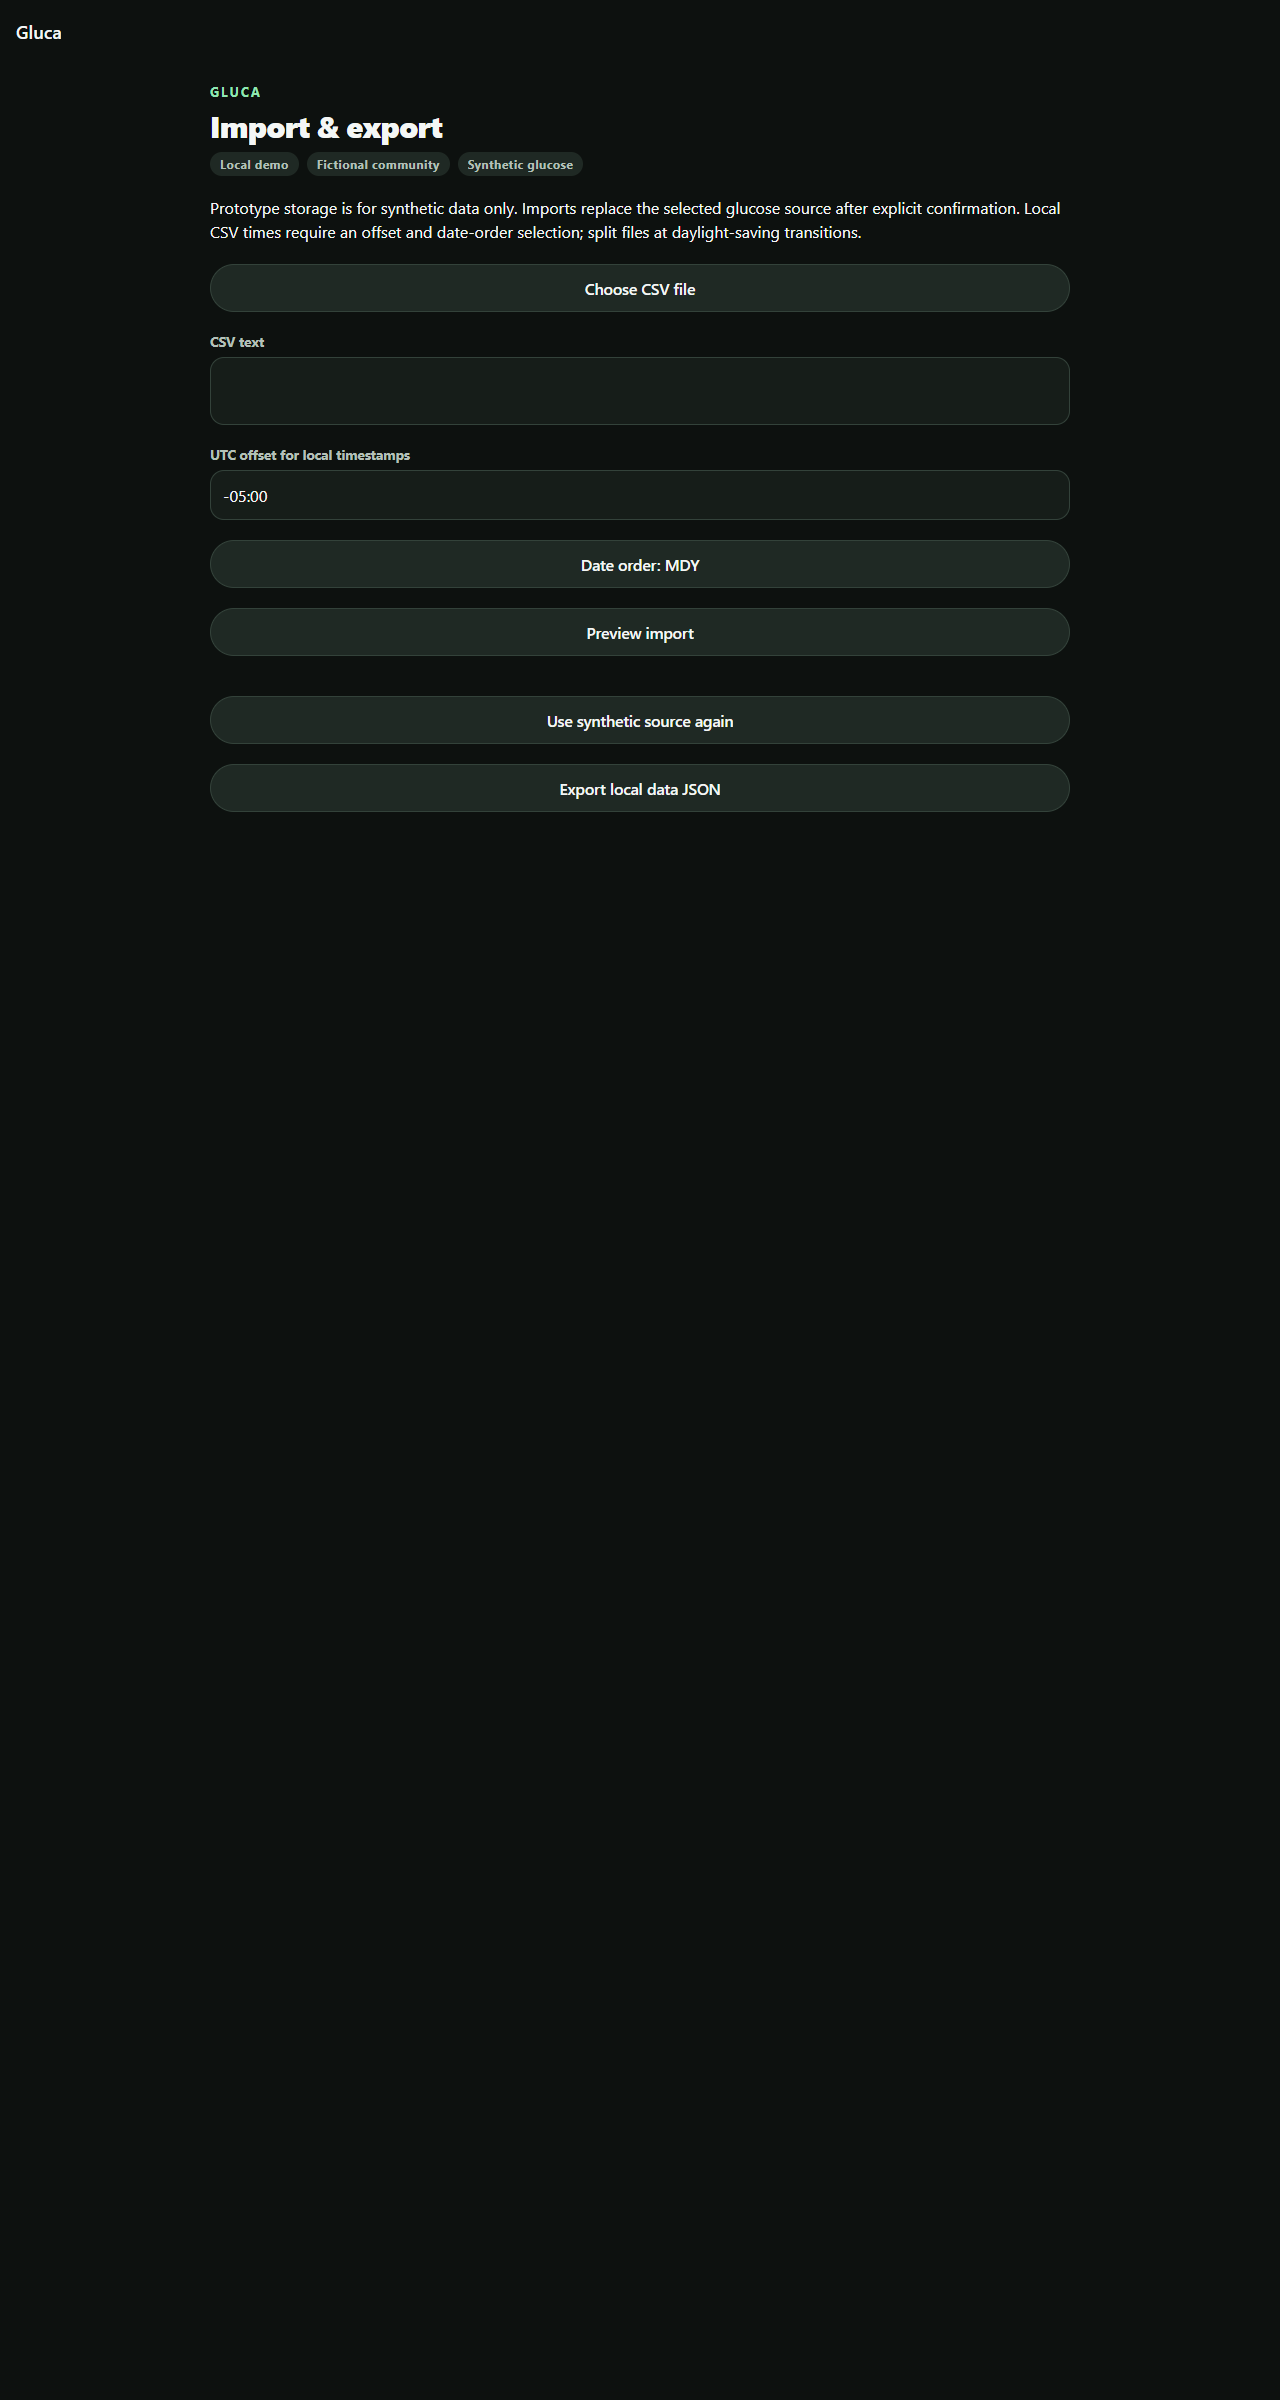 Gluca
GLUCA
Import & export
Local demo
Fictional community
Synthetic glucose
Prototype storage is for synthetic data only. Imports replace the selected glucose source after explicit confirmation. Local
CSV times require an offset and date-order selection; split files at daylight-saving transitions.
Choose CSV file
CSV text
UTC offset for local timestamps
-05:00
Date order: MDY
Preview import
Use synthetic source again
Export local data JSON